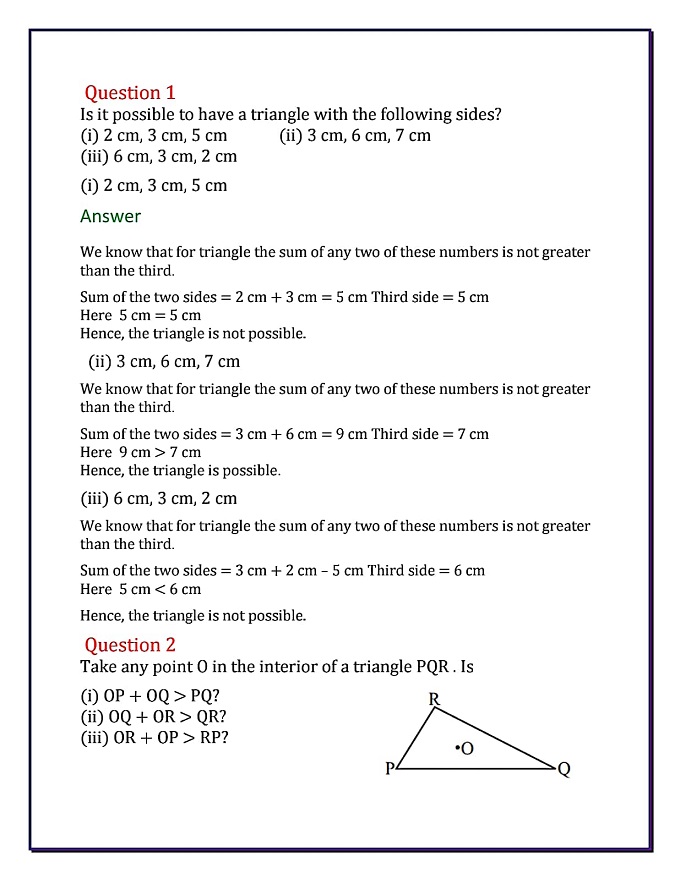 Question 1
Is it possible to have a triangle with the following sides?
(i) 2 cm, 3 cm, 5 cm (ii) 3 cm, 6 cm, 7 cm
(iii) 6 cm, 3 cm, 2 cm
(i) 2 cm, 3 cm, 5 cm
Answer
We know that for triangle the sum of any two of these numbers is not greater
than the third.
Sum of the two sides = 2 cm + 3 cm = 5 cm Third side = 5 cm
Here 5 cm = 5 cm
Hence, the triangle is not possible.
(ii) 3 cm, 6 cm, 7 cm
We know that for triangle the sum of any two of these numbers is not greater
than the third.
Sum of the two sides = 3 cm + 6 cm = 9 cm Third side = 7 cm
Here 9 cm > 7 cm
Hence, the triangle is possible.
(iii) 6 cm, 3 cm, 2 cm
We know that for triangle the sum of any two of these numbers is not greater
than the third.
Sum of the two sides = 3 cm + 2 cm – 5 cm Third side = 6 cm
Here 5 cm < 6 cm
Hence, the triangle is not possible.
Question 2
Take any point O in the interior of a triangle PQR . Is
(i) OP + OQ > PQ?
(ii) OQ + OR > QR?
(iii) OR + OP > RP?
R
•O
P
Q